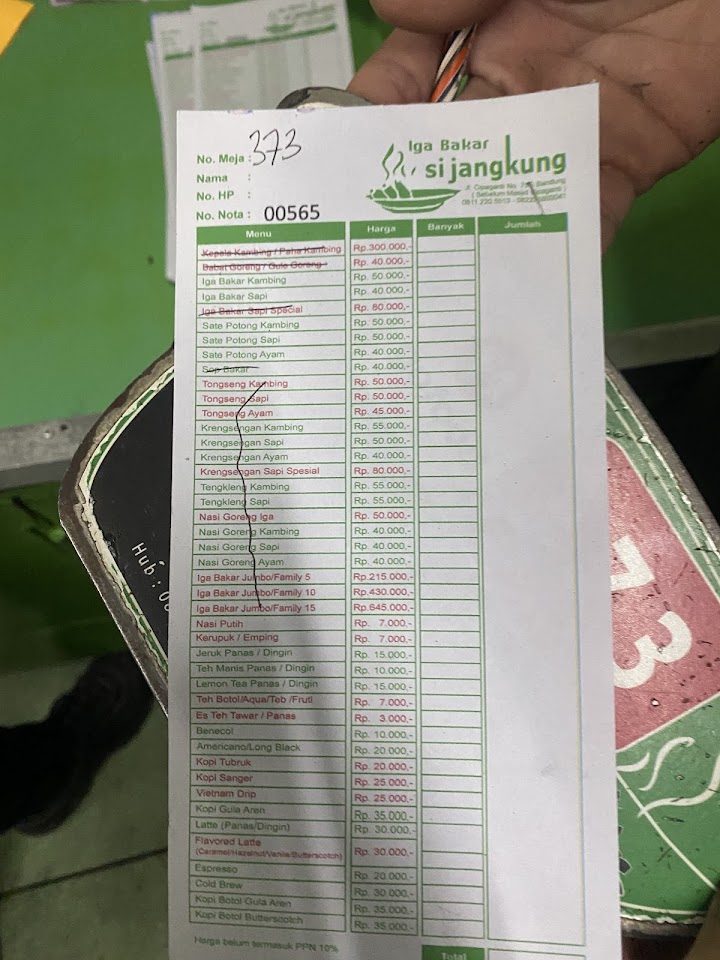 No. Meja : 373
Nama :
No. HP :
No. Nota : 00565
Iga Bakar
si jangkung
Jl. Cipaganti No. Bandung
( Sebelum Masjid Cipaganti )
Menu Harga Banyak Jumlah
Kepala Kambing / Paha Kambing Rp.300.000,-
Babat Goreng / Gule Goreng Rp. 40.000,-
Iga Bakar Kambing Rp. 50.000,-
Iga Bakar Sapi Rp. 40.000,-
Iga Bakar Sapi Special Rp. 80.000,-
Sate Potong Kambing Rp. 50.000,-
Sate Potong Sapi Rp. 50.000,-
Sate Potong Ayam Rp. 40.000,-
Sop Bakar Rp. 40.000,-
Tongseng Kambing Rp. 50.000,-
Tongseng Sapi Rp. 50.000,-
Tongseng Ayam Rp. 45.000,-
Krengsengan Kambing Rp. 55.000,-
Krengsengan Sapi Rp. 50.000,-
Krengsengan Ayam Rp. 40.000,-
Krengsengan Sapi Spesial Rp. 80.000,-
Tengkleng Kambing Rp. 55.000,-
Tengkleng Sapi Rp. 55.000,-
Nasi Goreng Iga Rp. 50.000,-
Nasi Goreng Kambing Rp. 40.000,-
Nasi Goreng Sapi Rp. 40.000,-
Nasi Goreng Ayam Rp. 40.000,-
Iga Bakar Jumbo/Family 5 Rp.215.000,-
Iga Bakar Jumbo/Family 10 Rp.430.000,-
Iga Bakar Jumbo/Family 15 Rp.645.000,-
Nasi Putih Rp. 7.000,-
Kerupuk / Emping Rp. 7.000,-
Jeruk Panas / Dingin Rp. 15.000,-
Teh Manis Panas / Dingin Rp. 10.000,-
Lemon Tea Panas / Dingin Rp. 15.000,-
Teh Botol/Aqua/Teb /Fruti Rp. 7.000,-
Es Teh Tawar / Panas Rp. 3.000,-
Benecol Rp. 10.000,-
Americano/Long Black Rp. 20.000,-
Kopi Tubruk Rp. 20.000,-
Kopi Sanger Rp. 25.000,-
Vietnam Drip Rp. 25.000,-
Kopi Gula Aren Rp. 35.000,-
Latte (Panas/Dingin) Rp. 30.000,-
Flavored Latte Rp. 30.000,-
(Caramel/Hazelnut/Vanila/Butterscotch)
Espresso Rp. 20.000,-
Cold Brew Rp. 30.000,-
Kopi Botol Gula Aren Rp. 35.000,-
Kopi Botol Butterscotch Rp. 35.000,-
Harga belum termasuk PPN 10%
Total
Hub.: 
73